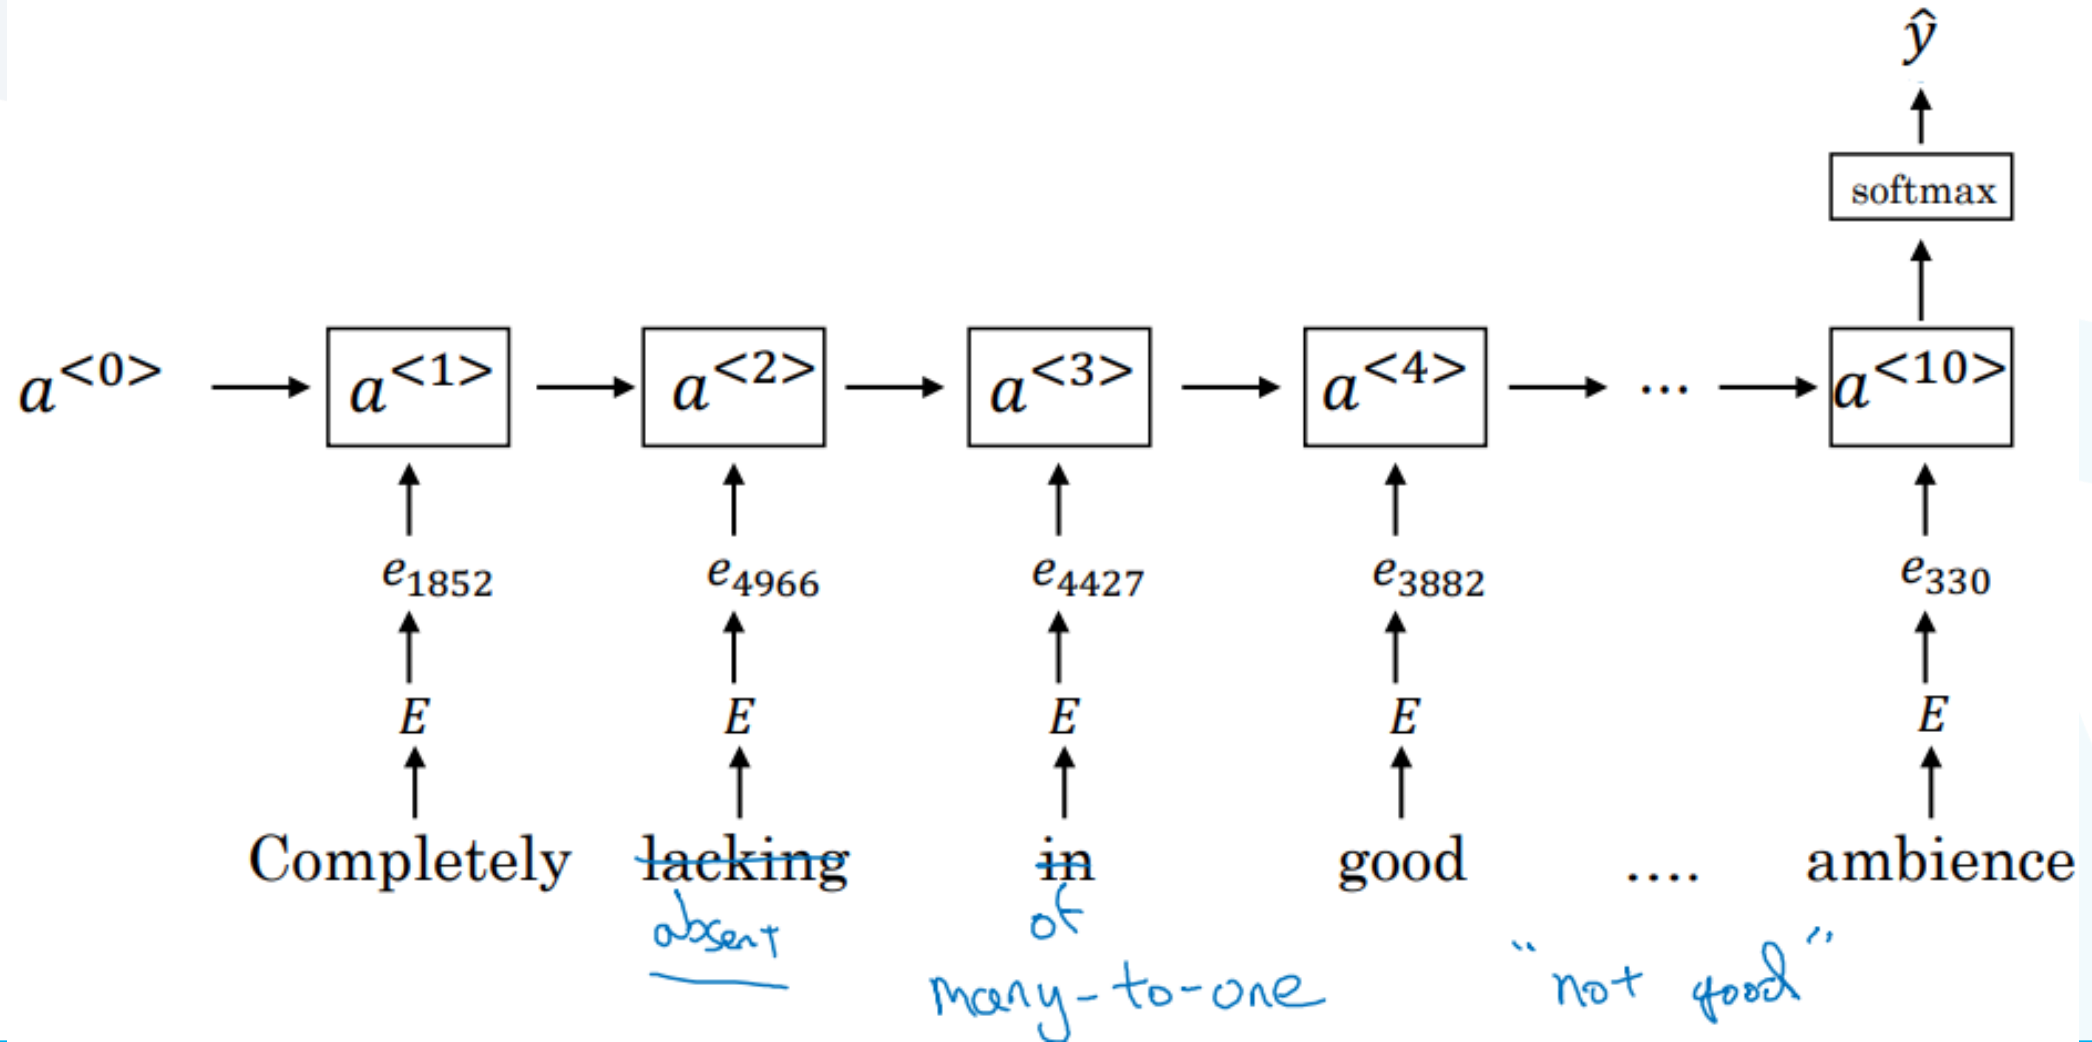 ŷ
softmax
a<0> a<1> a<2> a<3> a<4> ... a<10>
e1852 e4966 e4427 e3882 e330
E E E E E
Completely lacking in good .... ambience
absent of
many-to-one "not good"